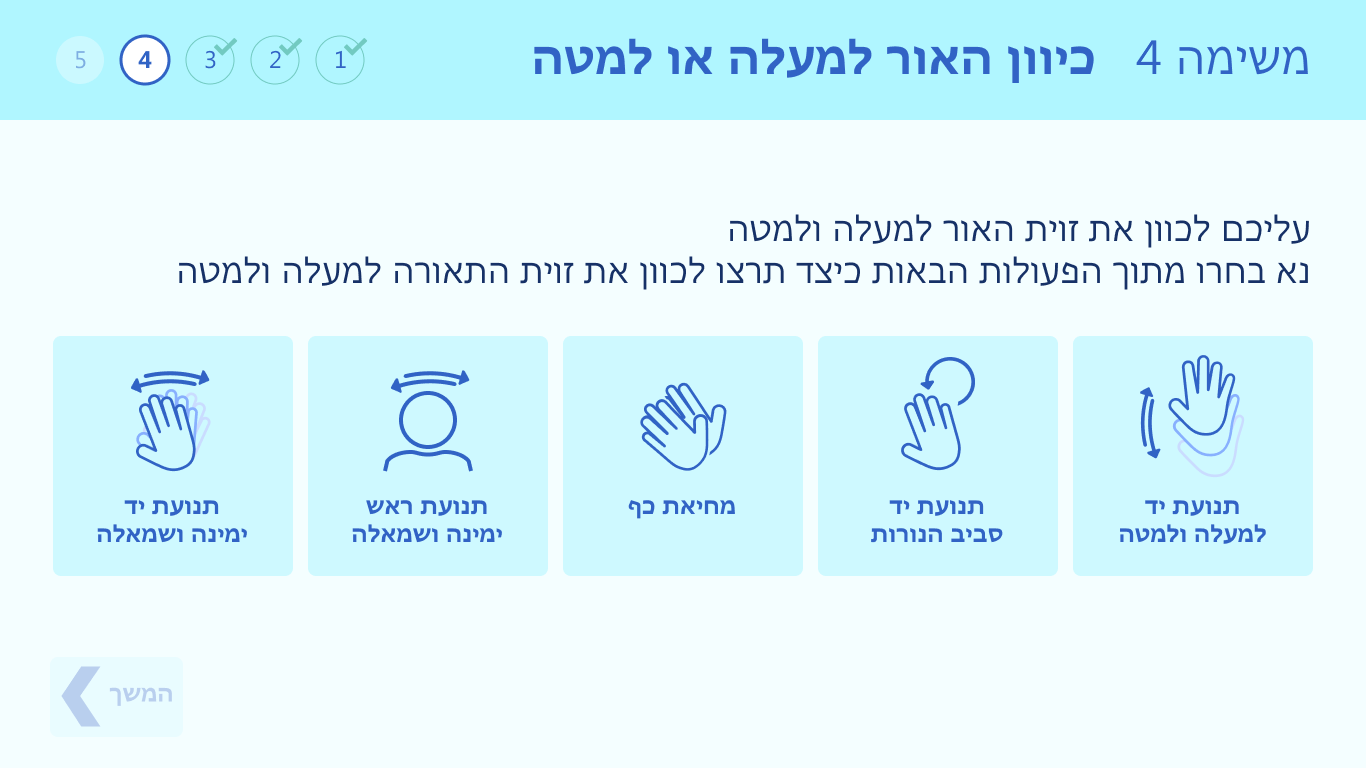 משימה 4 כיוון האור למעלה או למטה
1 2 3 4 5
עליכם לכוון את זוית האור למעלה ולמטה
נא בחרו מתוך הפעולות הבאות כיצד תרצו לכוון את זוית התאורה למעלה ולמטה
תנועת יד
למעלה ולמטה
תנועת יד
סביב הנורות
מחיאת כף
תנועת ראש
ימינה ושמאלה
תנועת יד
ימינה ושמאלה
המשך